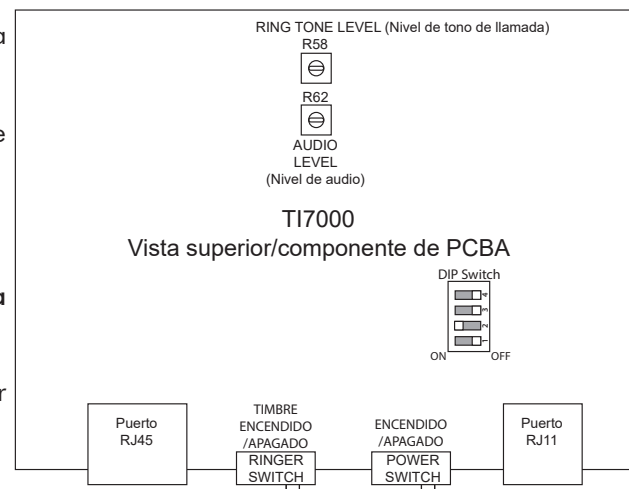 a
RING TONE LEVEL (Nivel de tono de llamada)
R58
R62
e
AUDIO
LEVEL
(Nivel de audio)
TI7000
Vista superior/componente de PCBA
DIP Switch
a
4
3
2
1
ON OFF
r
Puerto
RJ45
TIMBRE
ENCENDIDO
/APAGADO
RINGER
SWITCH
ENCENDIDO
/APAGADO
POWER
SWITCH
Puerto
RJ11